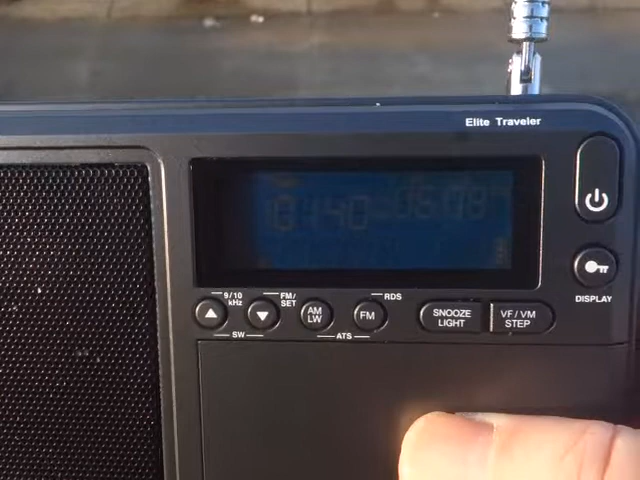 Elite Traveler
9/10
kHz
FM/
SET
AM
LW
FM
RDS
SW
ATS
SNOOZE
LIGHT
VF / VM
STEP
DISPLAY